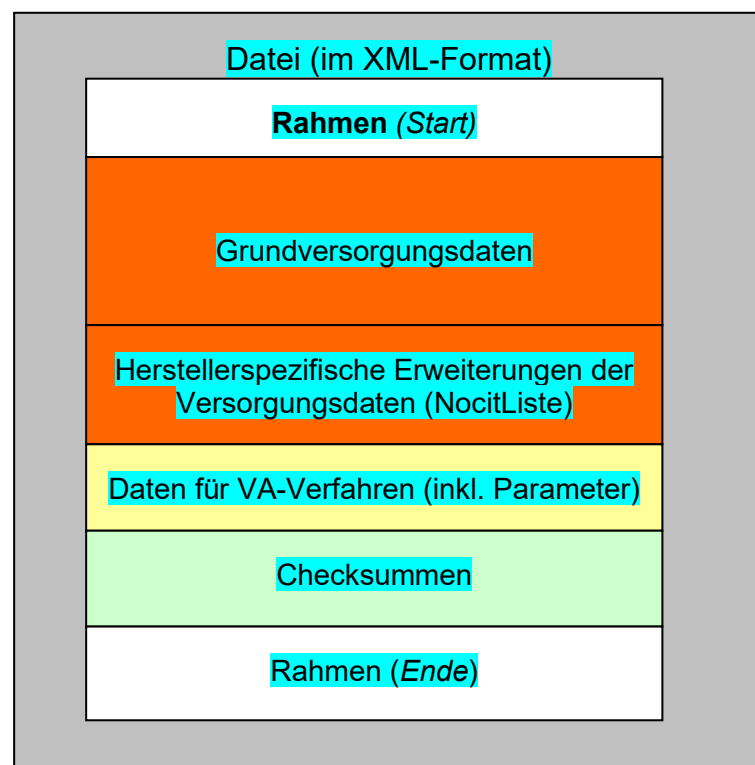 Datei (im XML-Format)
Rahmen (Start)
Grundversorgungsdaten
Herstellerspezifische Erweiterungen der
Versorgungsdaten (NocitListe)
Daten für VA-Verfahren (inkl. Parameter)
Checksummen
Rahmen (Ende)